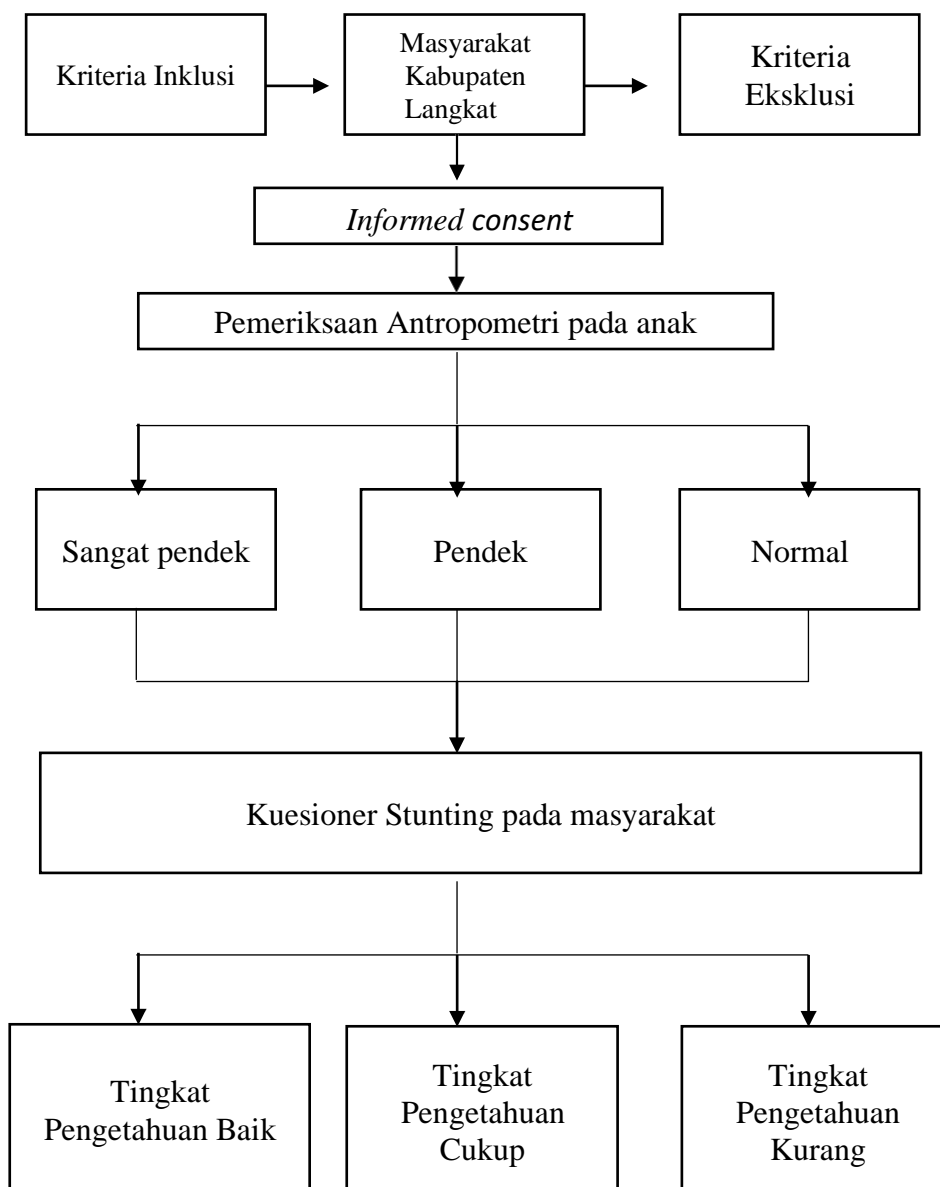 Kriteria Inklusi
Masyarakat
Kabupaten
Langkat
Kriteria
Eksklusi
Informed consent
Pemeriksaan Antropometri pada anak
Sangat pendek
Pendek
Normal
Kuesioner Stunting pada masyarakat
Tingkat
Pengetahuan Baik
Tingkat
Pengetahuan
Cukup
Tingkat
Pengetahuan
Kurang